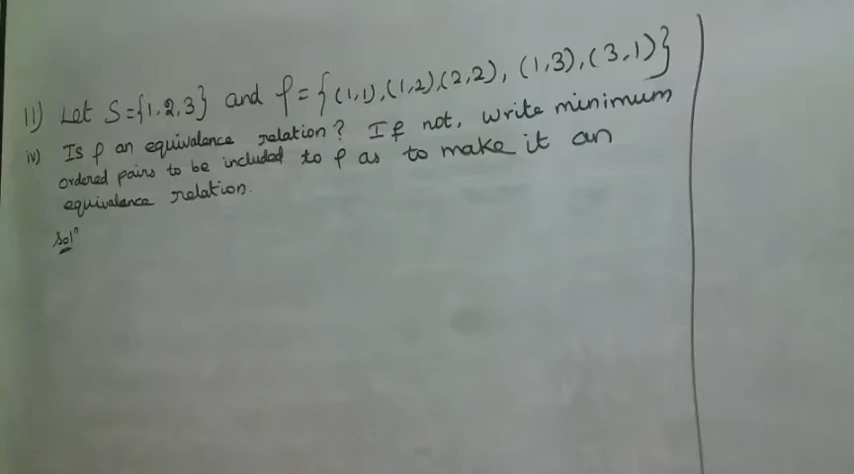 11) Let S={1,2,3} and ρ={(1,1),(1,2),(2,2),(1,3),(3,1)}
iv) Is ρ an equivalence relation? If not, write minimum
ordered pairs to be included to ρ as to make it an
equivalence relation.
Solⁿ